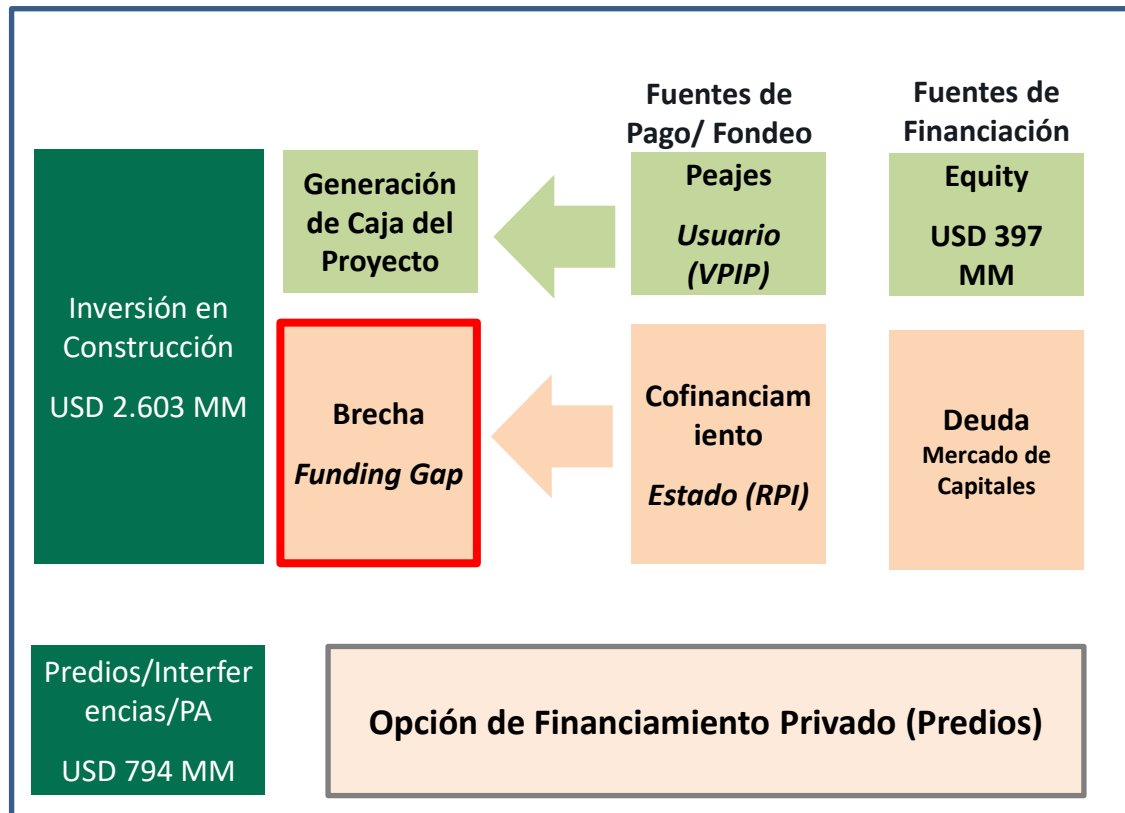 Fuentes de
Pago/ Fondeo
Fuentes de
Financiación
Inversión en
Construcción
USD 2.603 MM
Generación
de Caja del
Proyecto
Peajes
Usuario
(VPIP)
Equity
USD 397
MM
Brecha
Funding Gap
Cofinanciam
iento
Estado (RPI)
Deuda
Mercado de
Capitales
Predios/Interfer
encias/PA
USD 794 MM
Opción de Financiamiento Privado (Predios)